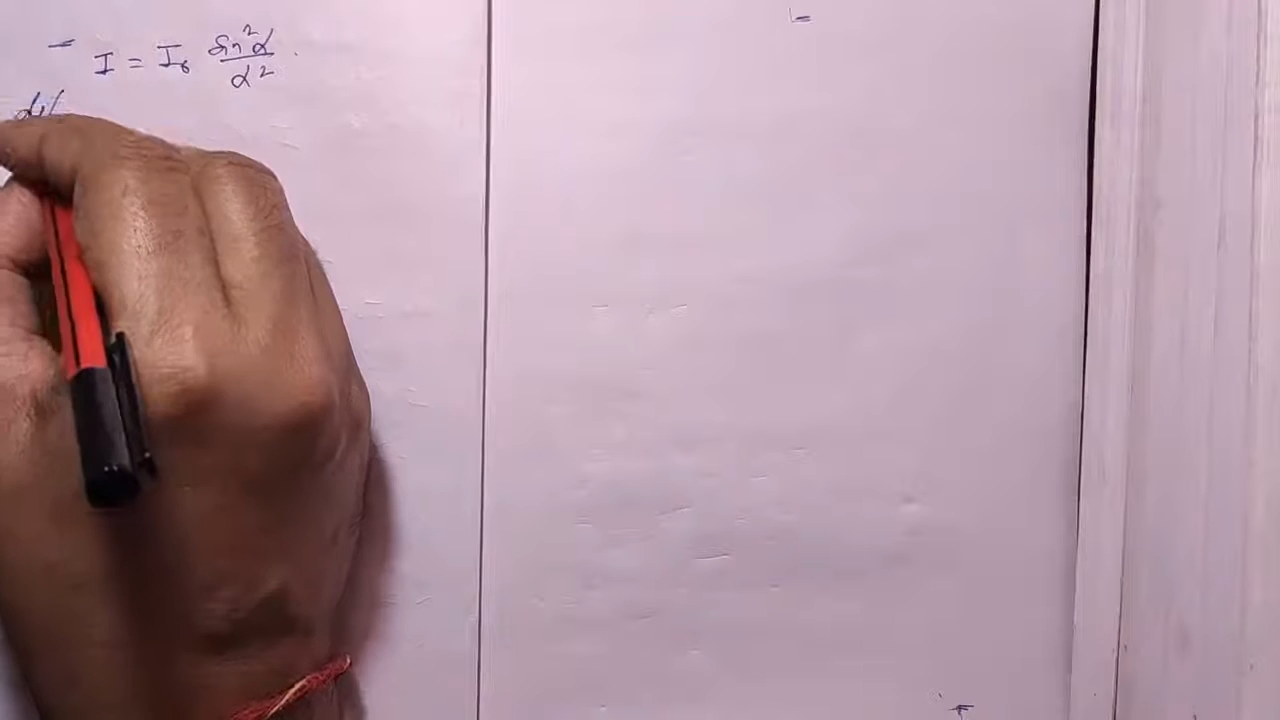 I = I₀ sin²α / α²